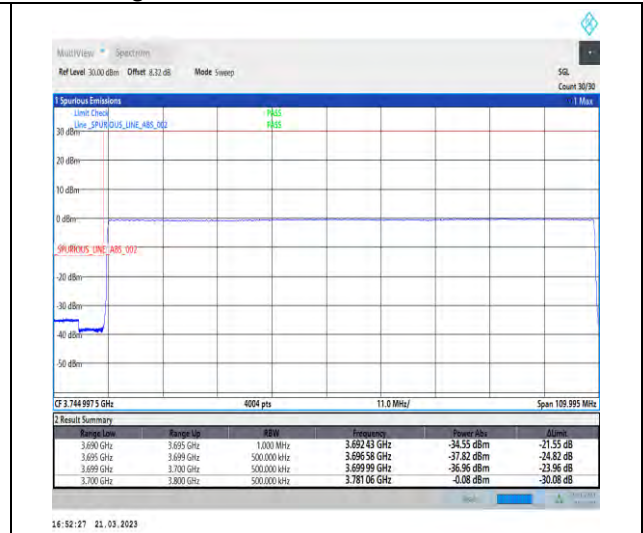 MultiView Spectrum
Ref Level 30.00 dBm Offset 8.32 dB Mode Sweep SGL
Count 30/30
1 Spurious Emissions 1 Max
Limit Check PASS
Line _SPURIOUS_LINE_ABS_002 PASS
30 dBm
20 dBm
10 dBm
0 dBm
_SPURIOUS_LINE_ABS_002
-20 dBm
-30 dBm
-40 dBm
-50 dBm
CF 3.744 997 5 GHz 4004 pts 11.0 MHz/ Span 109.995 MHz
2 Result Summary
Range Low Range Up RBW Frequency Power Abs ΔLimit
3.690 GHz 3.695 GHz 1.000 MHz 3.692 43 GHz -34.55 dBm -21.55 dB
3.695 GHz 3.699 GHz 500.000 kHz 3.696 58 GHz -37.82 dBm -24.82 dB
3.699 GHz 3.700 GHz 500.000 kHz 3.699 99 GHz -36.96 dBm -23.96 dB
3.700 GHz 3.800 GHz 500.000 kHz 3.781 06 GHz -0.08 dBm -30.08 dB
16:52:27 21.03.2023